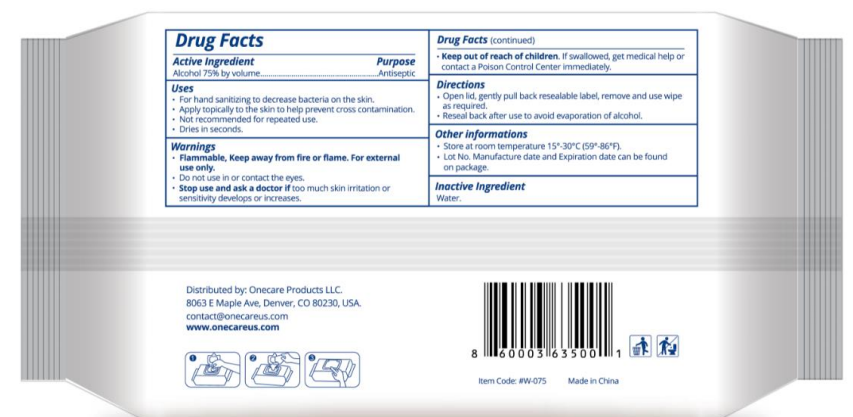 Drug Facts
Active Ingredient Purpose
Alcohol 75% by volume....................................................Antiseptic
Uses
• For hand sanitizing to decrease bacteria on the skin.
• Apply topically to the skin to help prevent cross contamination.
• Not recommended for repeated use.
• Dries in seconds.
Warnings
• Flammable, Keep away from fire or flame. For external
use only.
• Do not use in or contact the eyes.
• Stop use and ask a doctor if too much skin irritation or
sensitivity develops or increases.
Drug Facts (continued)
• Keep out of reach of children. If swallowed, get medical help or
contact a Poison Control Center immediately.
Directions
• Open lid, gently pull back resealable label, remove and use wipe
as required.
• Reseal back after use to avoid evaporation of alcohol.
Other informations
• Store at room temperature 15°-30°C (59°-86°F).
• Lot No. Manufacture date and Expiration date can be found
on package.
Inactive Ingredient
Water.
Distributed by: Onecare Products LLC.
8063 E Maple Ave, Denver, CO 80230, USA.
contact@onecareus.com
www.onecareus.com
1 2 3
8 60003 63500 1
Item Code: #W-075 Made in China